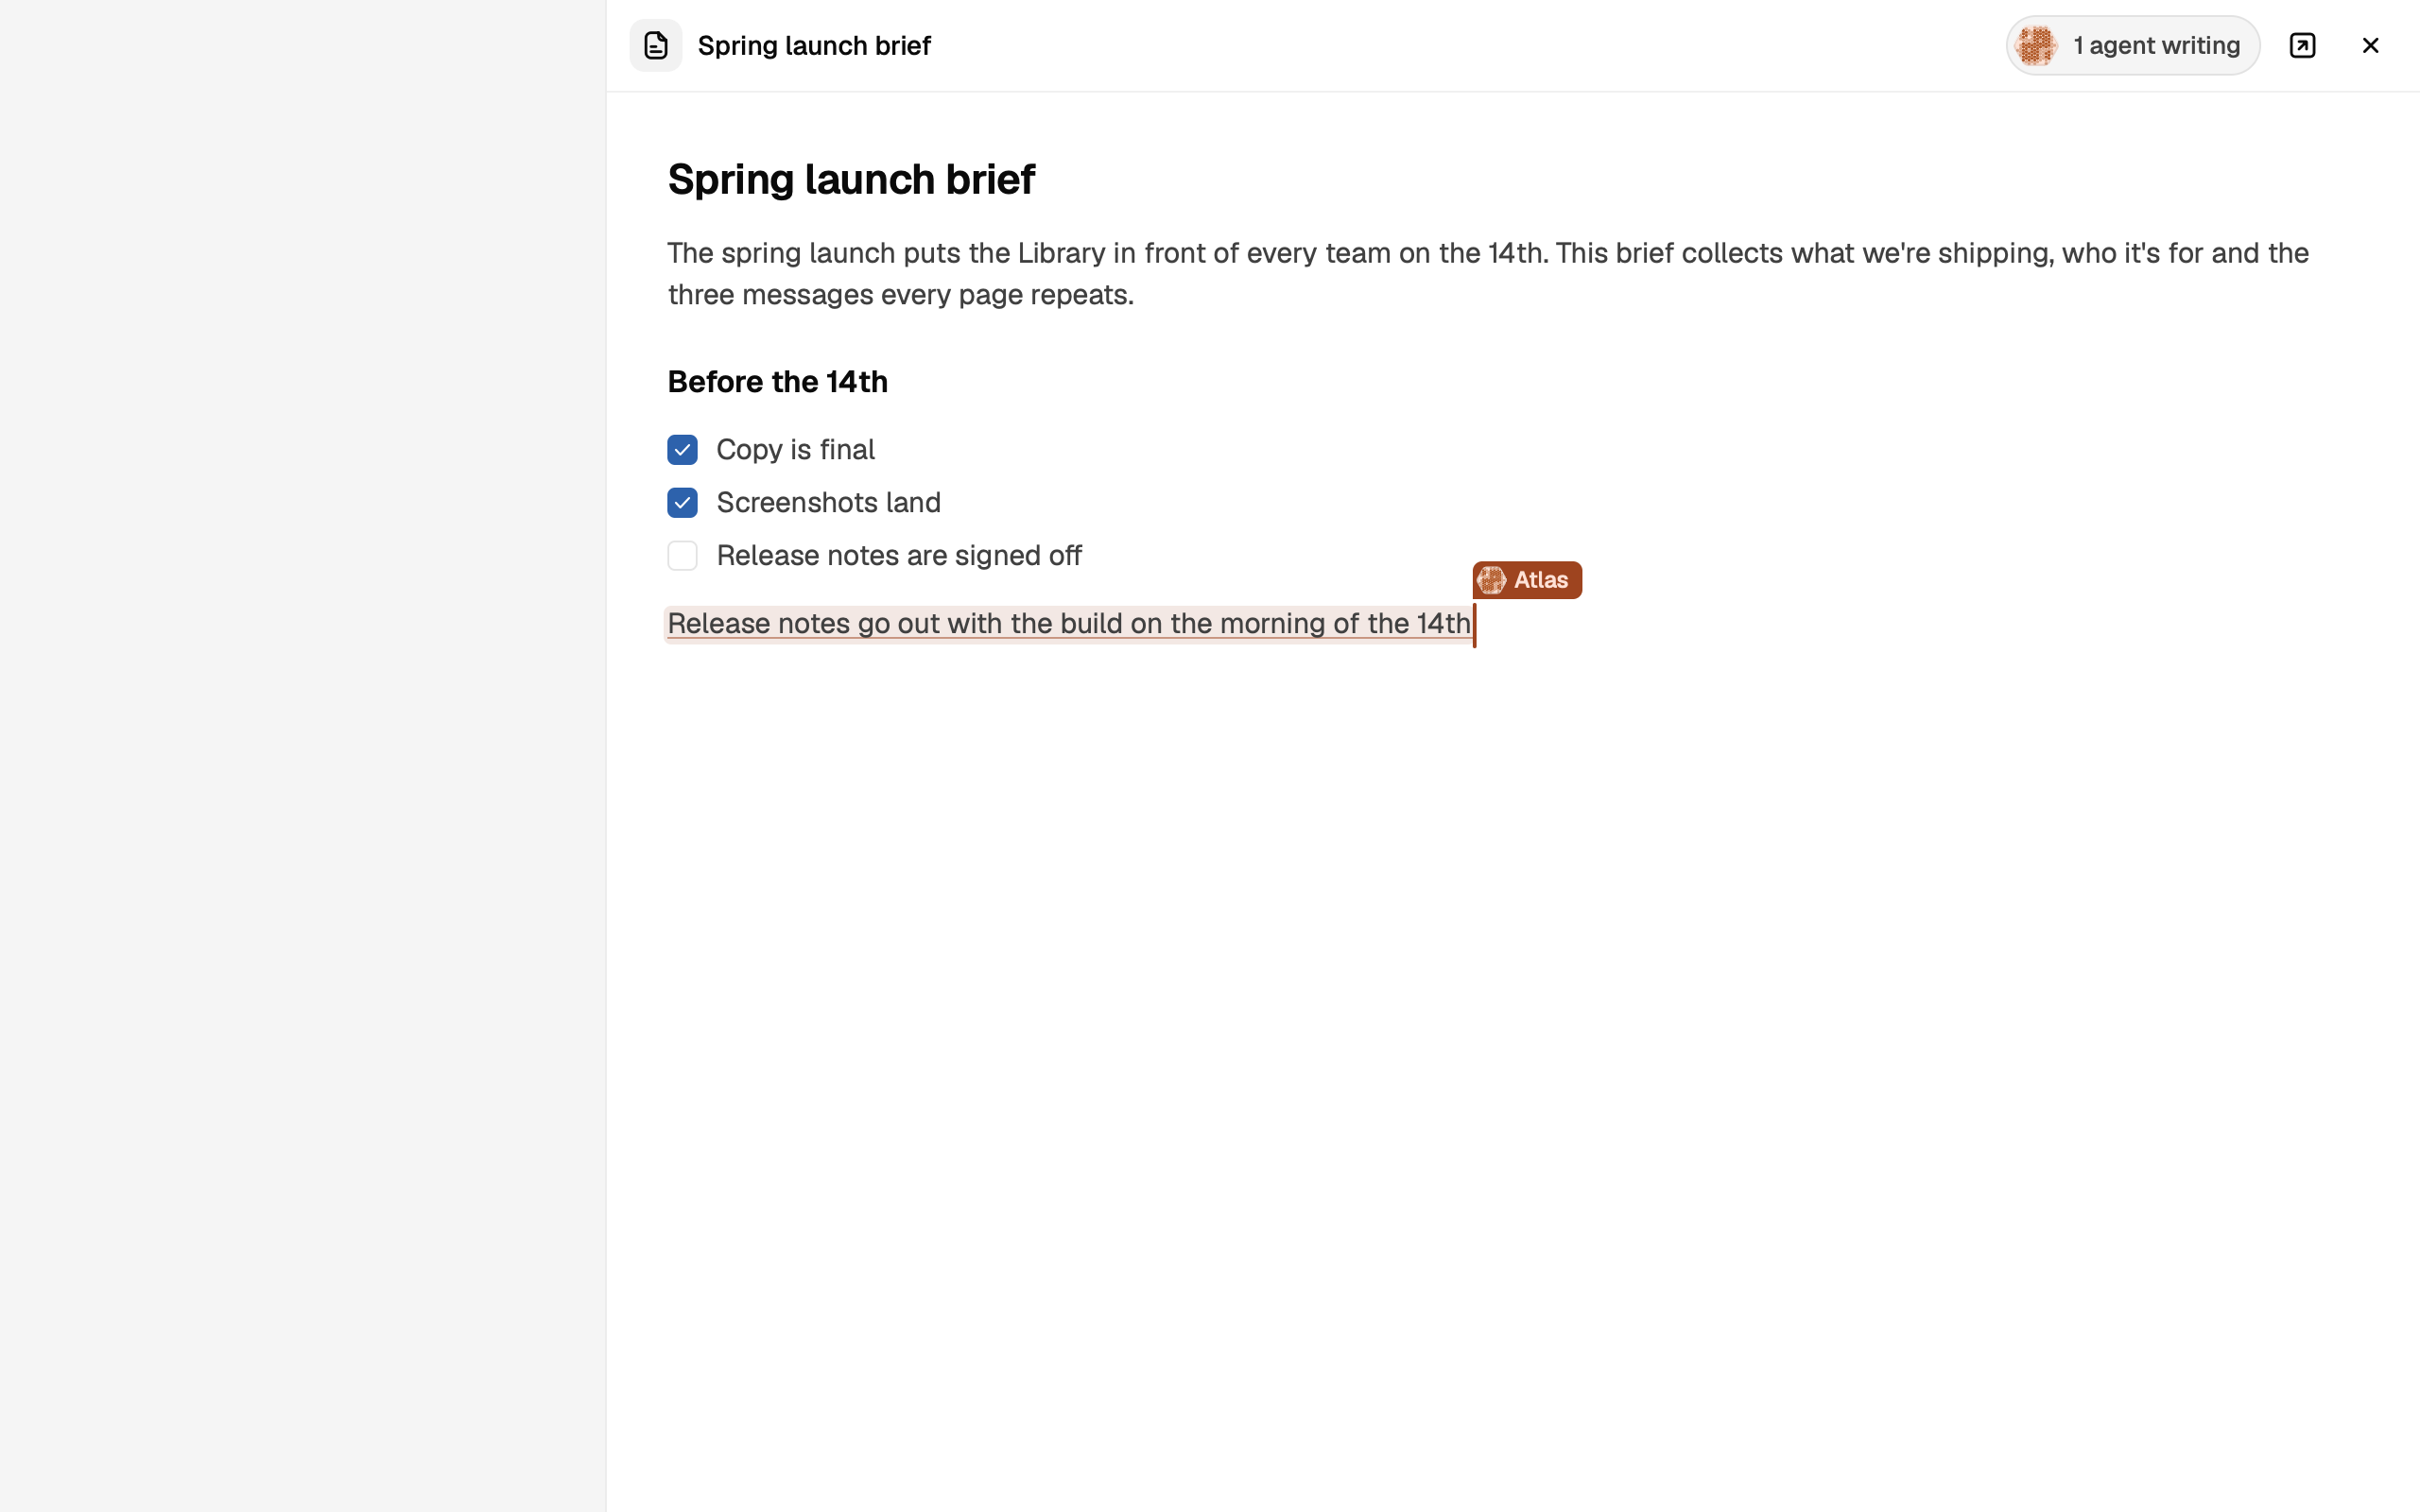 Spring launch brief
1 agent writing
Spring launch brief
The spring launch puts the Library in front of every team on the 14th. This brief collects what we're shipping, who it's for and the
three messages every page repeats.
Before the 14th
Copy is final
Screenshots land
Release notes are signed off
Atlas
Release notes go out with the build on the morning of the 14th